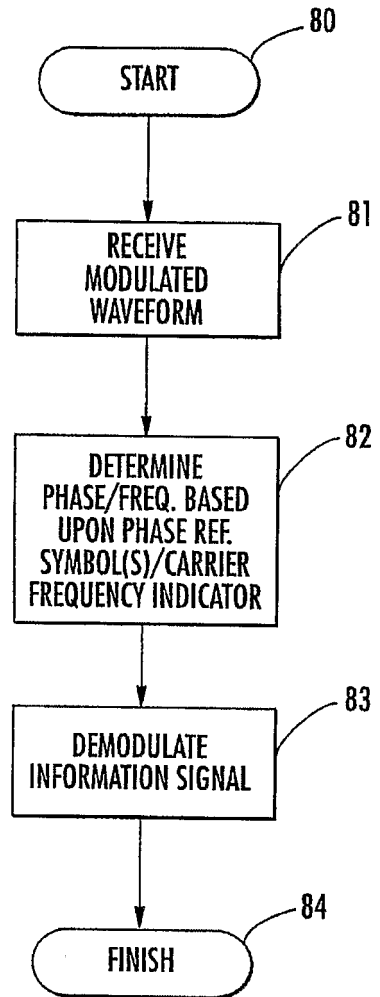 80
START
81
RECEIVE
MODULATED
WAVEFORM
82
DETERMINE
PHASE/FREQ. BASED
UPON PHASE REF.
SYMBOL(S)/CARRIER
FREQUENCY INDICATOR
83
DEMODULATE
INFORMATION SIGNAL
84
FINISH